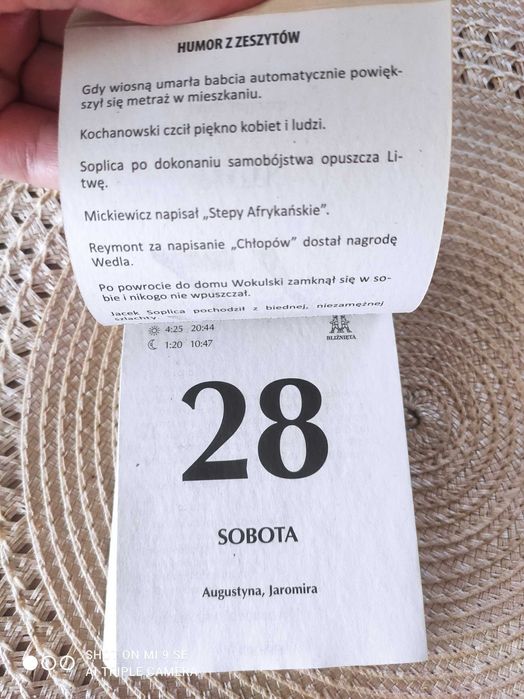 HUMOR Z ZESZYTÓW
Gdy wiosną umarła babcia automatycznie powięk-
szył się metraż w mieszkaniu.
Kochanowski czcił piękno kobiet i ludzi.
Soplica po dokonaniu samobójstwa opuszcza Li-
twę.
Mickiewicz napisał „Stepy Afrykańskie”.
Reymont za napisanie „Chłopów” dostał nagrodę
Wedla.
Po powrocie do domu Wokulski zamknął się w so-
bie i nikogo nie wpuszczał.
Jacek Soplica pochodził z biednej, niezamężnej
szlachty
4:25 20:44
1:20 10:47
BLIŹNIĘTA
28
SOBOTA
Augustyna, Jaromira
SHOT ON MI 9 SE
AI TRIPLE CAMERA